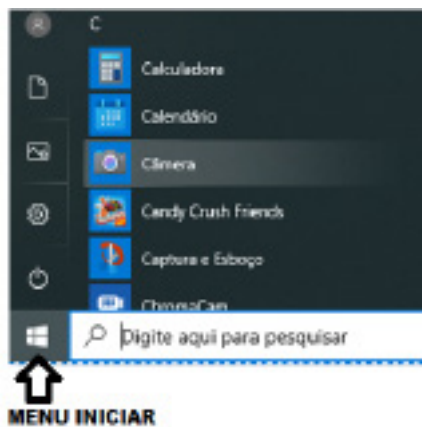 C
Calculadora
Calendário
Câmera
Candy Crush Friends
Captura e Esboço
ChromaCam
Digite aqui para pesquisar
MENU INICIAR